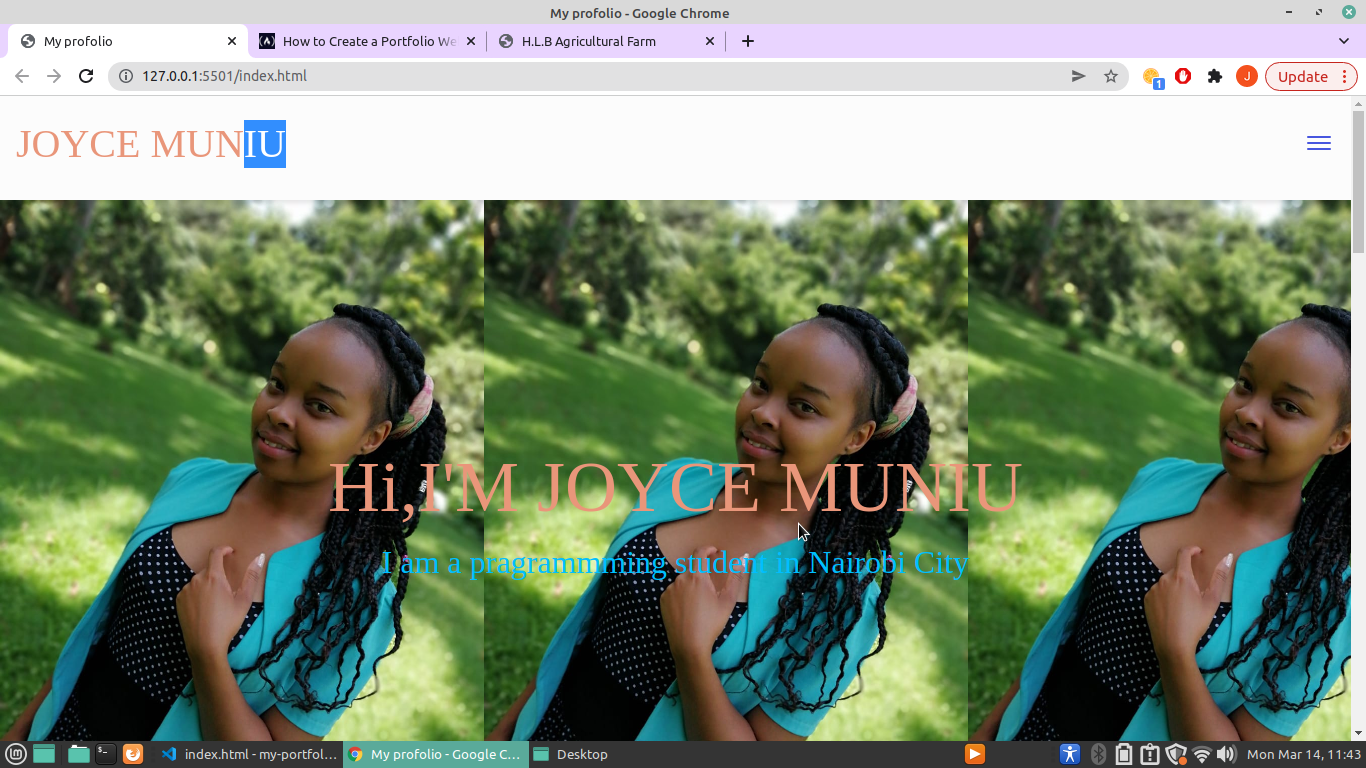 My profolio - Google Chrome
My profolio
How to Create a Portfolio We
H.L.B Agricultural Farm
127.0.0.1:5501/index.html
1
J
Update
JOYCE MUNIU
Hi,I'M JOYCE MUNIU
I am a pragrammming student in Nairobi City
index.html - my-portfol...
My profolio - Google C...
Desktop
Mon Mar 14, 11:43